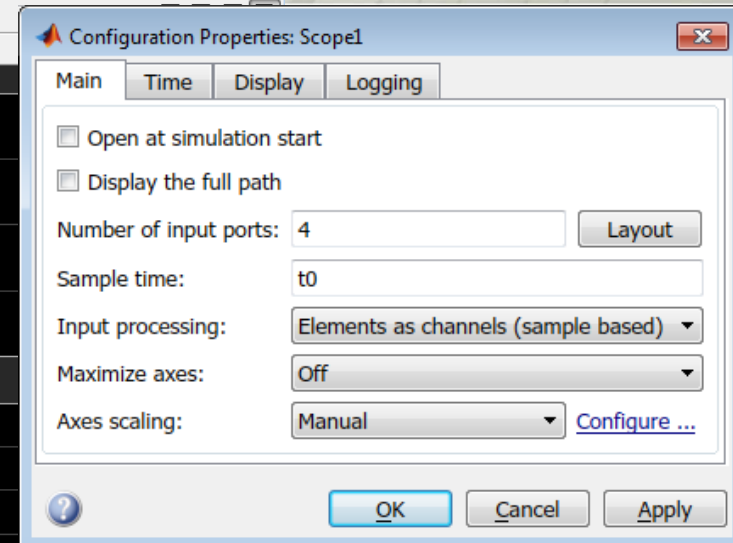 Configuration Properties: Scope1
Main Time Display Logging
Open at simulation start
Display the full path
Number of input ports: 4 Layout
Sample time: t0
Input processing: Elements as channels (sample based)
Maximize axes: Off
Axes scaling: Manual Configure ...
? OK Cancel Apply